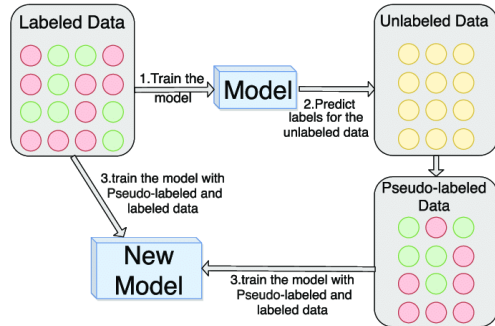 Labeled Data
Unlabeled Data
1.Train the
model
Model
2.Predict
labels for the
unlabeled data
3.train the model with
Pseudo-labeled and
labeled data
Pseudo-labeled
Data
New
Model
3.train the model with
Pseudo-labeled and
labeled data